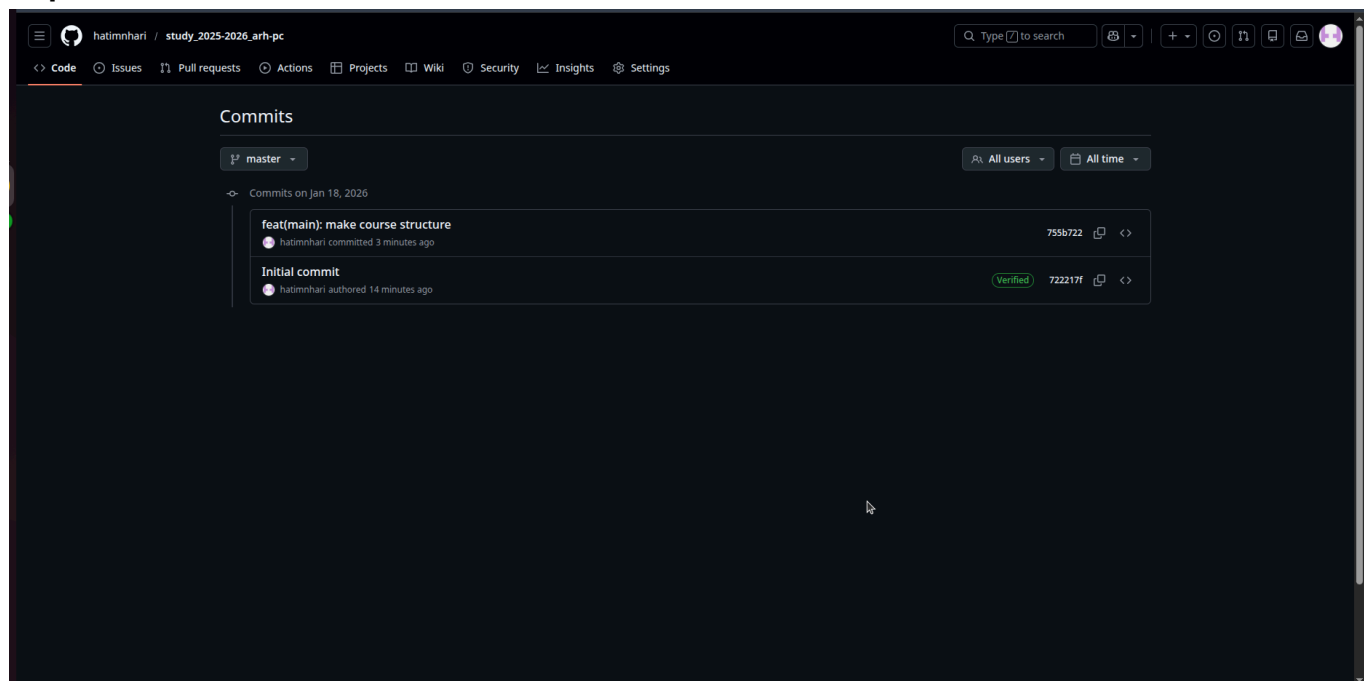 hatimnhari / study_2025-2026_arh-pc
Type / to search
Code Issues Pull requests Actions Projects Wiki Security Insights Settings
Commits
master
All users All time
Commits on Jan 18, 2026
feat(main): make course structure
hatimnhari committed 3 minutes ago
755b722
Initial commit
hatimnhari authored 14 minutes ago
Verified 722217f